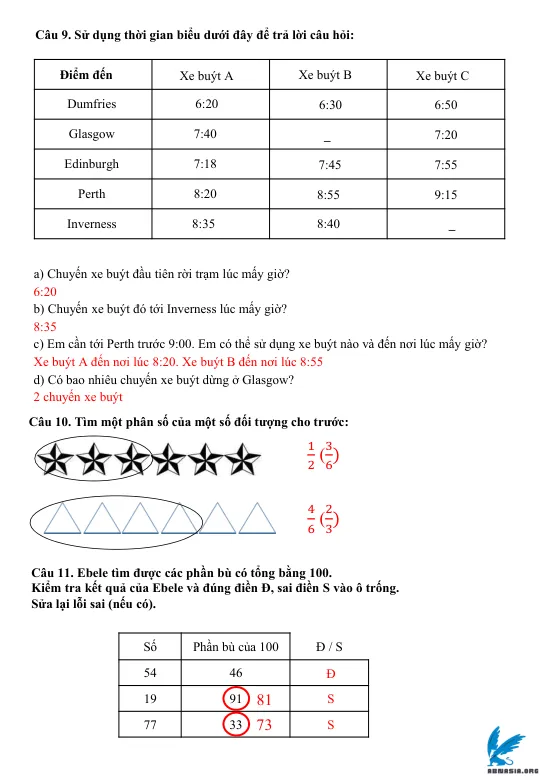 Câu 9. Sử dụng thời gian biểu dưới đây để trả lời câu hỏi:
Điểm đến Xe buýt A Xe buýt B Xe buýt C
Dumfries 6:20 6:30 6:50
Glasgow 7:40 _ 7:20
Edinburgh 7:18 7:45 7:55
Perth 8:20 8:55 9:15
Inverness 8:35 8:40 _
a) Chuyến xe buýt đầu tiên rời trạm lúc mấy giờ?
6:20
b) Chuyến xe buýt đó tới Inverness lúc mấy giờ?
8:35
c) Em cần tới Perth trước 9:00. Em có thể sử dụng xe buýt nào và đến nơi lúc mấy giờ?
Xe buýt A đến nơi lúc 8:20. Xe buýt B đến nơi lúc 8:55
d) Có bao nhiêu chuyến xe buýt dừng ở Glasgow?
2 chuyến xe buýt
Câu 10. Tìm một phân số của một số đối tượng cho trước:
1/2 (3/6)
4/6 (2/3)
Câu 11. Ebele tìm được các phần bù có tổng bằng 100.
Kiểm tra kết quả của Ebele và đúng điền Đ, sai điền S vào ô trống.
Sửa lại lỗi sai (nếu có).
Số Phần bù của 100 Đ / S
54 46 Đ
19 91 81 S
77 33 73 S
ABMASIA.ORG